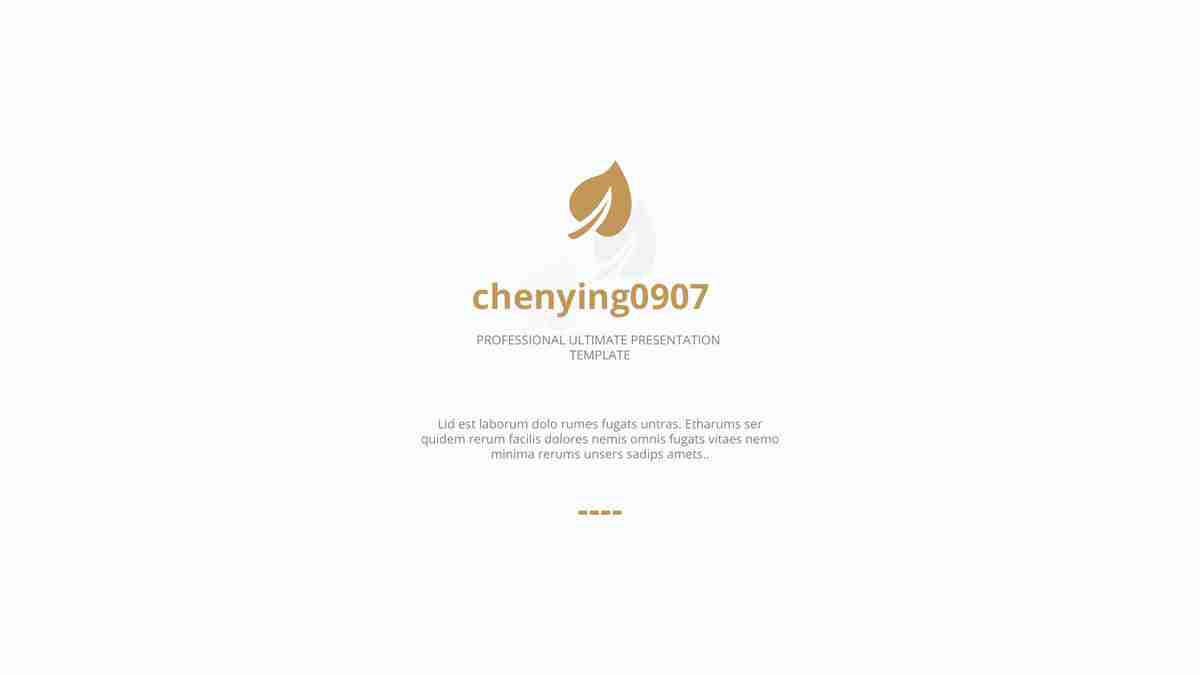 chenying0907
PROFESSIONAL ULTIMATE PRESENTATION
TEMPLATE
Lid est laborum dolo rumes fugats untras. Etharums ser
quidem rerum facilis dolores nemis omnis fugats vitaes nemo
minima rerums unsers sadips amets..
----